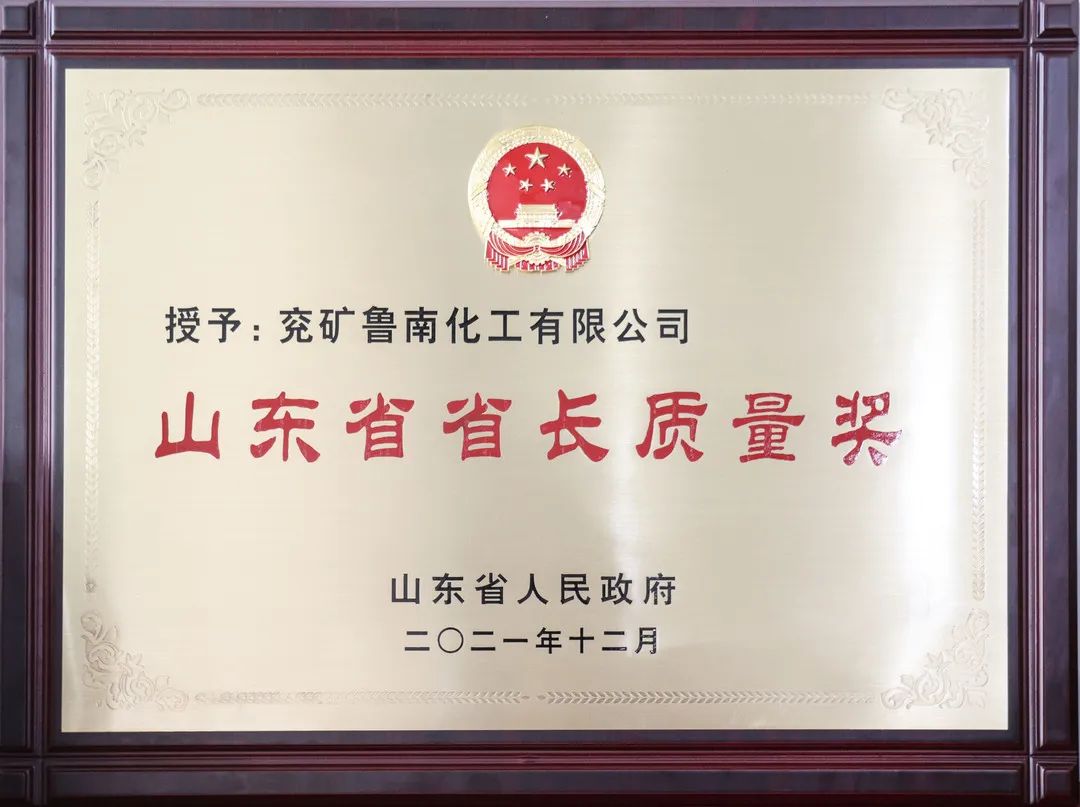 授予：兖矿鲁南化工有限公司
山东省省长质量奖
山东省人民政府
二〇二一年十二月